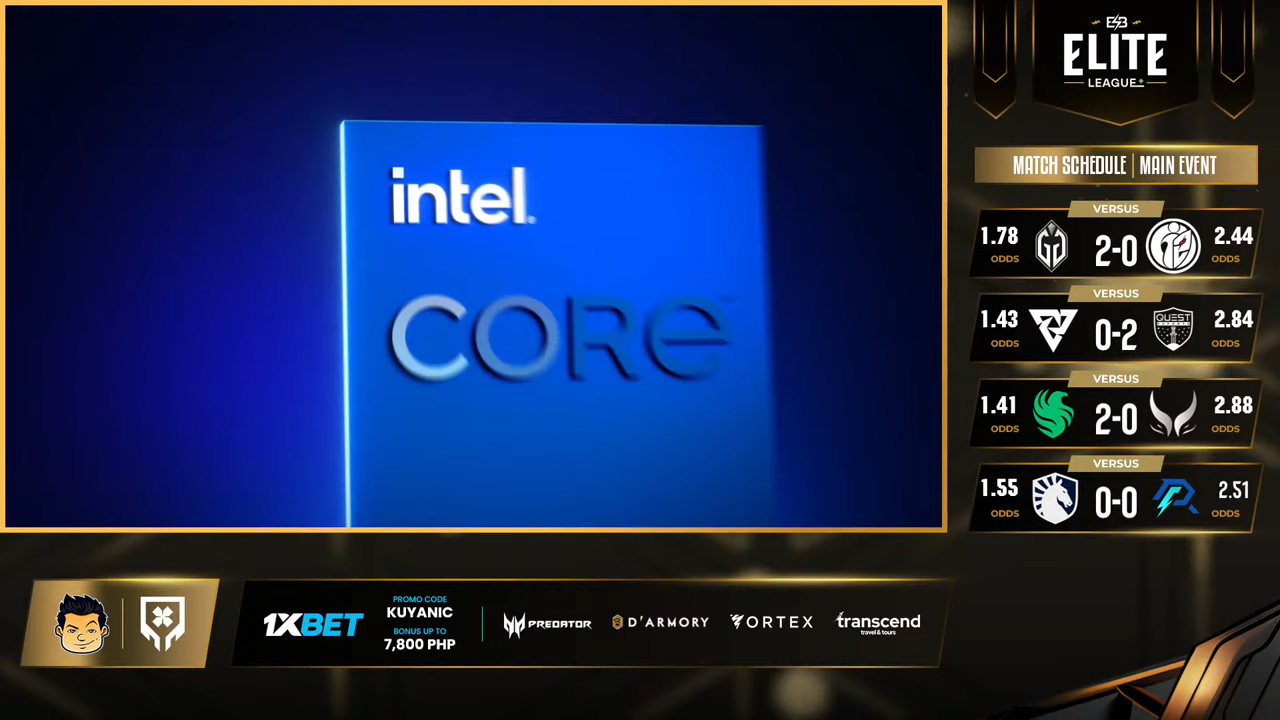 intel.
CORE
ESB
ELITE
LEAGUE
MATCH SCHEDULE | MAIN EVENT
VERSUS
1.78
ODDS
2-0
2.44
ODDS
VERSUS
1.43
ODDS
0-2
QUEST
2.84
ODDS
VERSUS
1.41
ODDS
2-0
2.88
ODDS
VERSUS
1.55
ODDS
0-0
2.51
ODDS
1XBET
PROMO CODE
KUYANIC
BONUS UP TO
7,800 PHP
PREDATOR
D'ARMORY
VORTEX
transcend
travel & tours